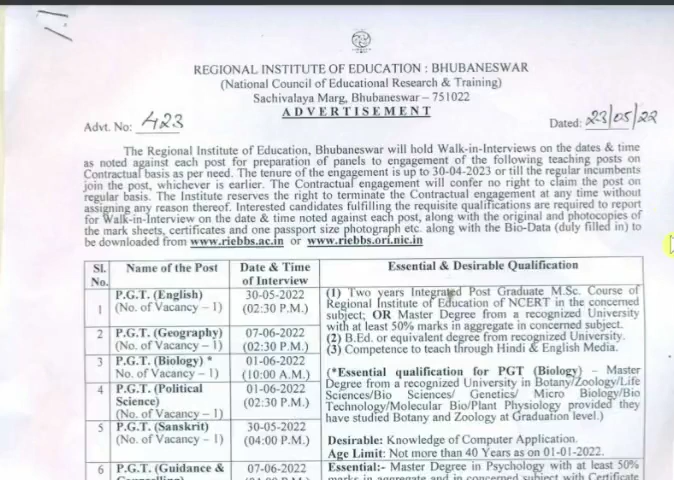 REGIONAL INSTITUTE OF EDUCATION : BHUBANESWAR
(National Council of Educational Research & Training)
Sachivalaya Marg, Bhubaneswar – 751022
ADVERTISEMENT
Advt. No: 423
Dated: 23/05/22
The Regional Institute of Education, Bhubaneswar will hold Walk-in-Interviews on the dates & time
as noted against each post for preparation of panels to engagement of the following teaching posts on
Contractual basis as per need. The tenure of the engagement is up to 30-04-2023 or till the regular incumbents
join the post, whichever is earlier. The Contractual engagement will confer no right to claim the post on
regular basis. The Institute reserves the right to terminate the Contractual engagement at any time without
assigning any reason thereof. Interested candidates fulfilling the requisite qualifications are required to report
for Walk-in-Interview on the date & time noted against each post, along with the original and photocopies of
the mark sheets, certificates and one passport size photograph etc. along with the Bio-Data (duly filled in) to
be downloaded from www.riebbs.ac.in or www.riebbs.ori.nic.in
Sl. No.
Name of the Post
Date & Time
of Interview
Essential & Desirable Qualification
1
P.G.T. (English)
(No. of Vacancy – 1)
30-05-2022
(02:30 P.M.)
2
P.G.T. (Geography)
(No. of Vacancy – 1)
07-06-2022
(02:30 P.M.)
3
P.G.T. (Biology) *
No. of Vacancy – 1)
01-06-2022
(10:00 A.M.)
4
P.G.T. (Political
Science)
(No. of Vacancy – 1)
01-06-2022
(02:30 P.M.)
5
P.G.T. (Sanskrit)
(No. of Vacancy – 1)
30-05-2022
(04:00 P.M.)
(1) Two years Integrated Post Graduate M.Sc. Course of
Regional Institute of Education of NCERT in the concerned
subject; OR Master Degree from a recognized University
with at least 50% marks in aggregate in concerned subject.
(2) B.Ed. or equivalent degree from recognized University.
(3) Competence to teach through Hindi & English Media.
(*Essential qualification for PGT (Biology) – Master
Degree from a recognized University in Botany/Zoology/Life
Sciences/Bio Sciences/ Genetics/ Micro Biology/Bio
Technology/Molecular Bio/Plant Physiology provided they
have studied Botany and Zoology at Graduation level.)
Desirable: Knowledge of Computer Application.
Age Limit: Not more than 40 Years as on 01-01-2022.
6
P.G.T. (Guidance &
07-06-2022
Essential:- Master Degree in Psychology with at least 50%
marks in aggregate and in concerned subject with Certificate